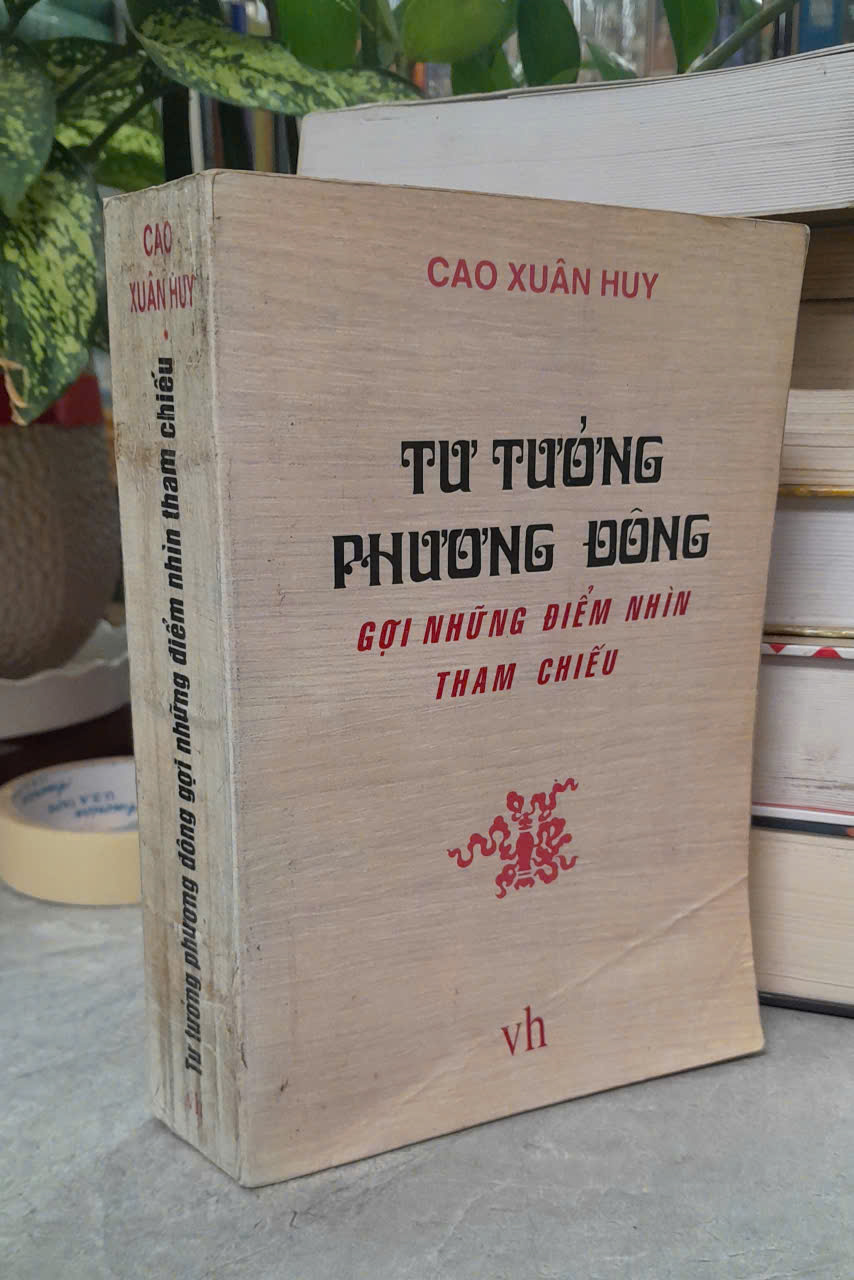 CAO
XUÂN HUY
Tư tưởng phương đông gợi những điểm nhìn tham chiếu
CAO XUÂN HUY
TƯ TƯỞNG
PHƯƠNG ĐÔNG
GỢI NHỮNG ĐIỂM NHÌN
THAM CHIẾU
vh
U.S.A